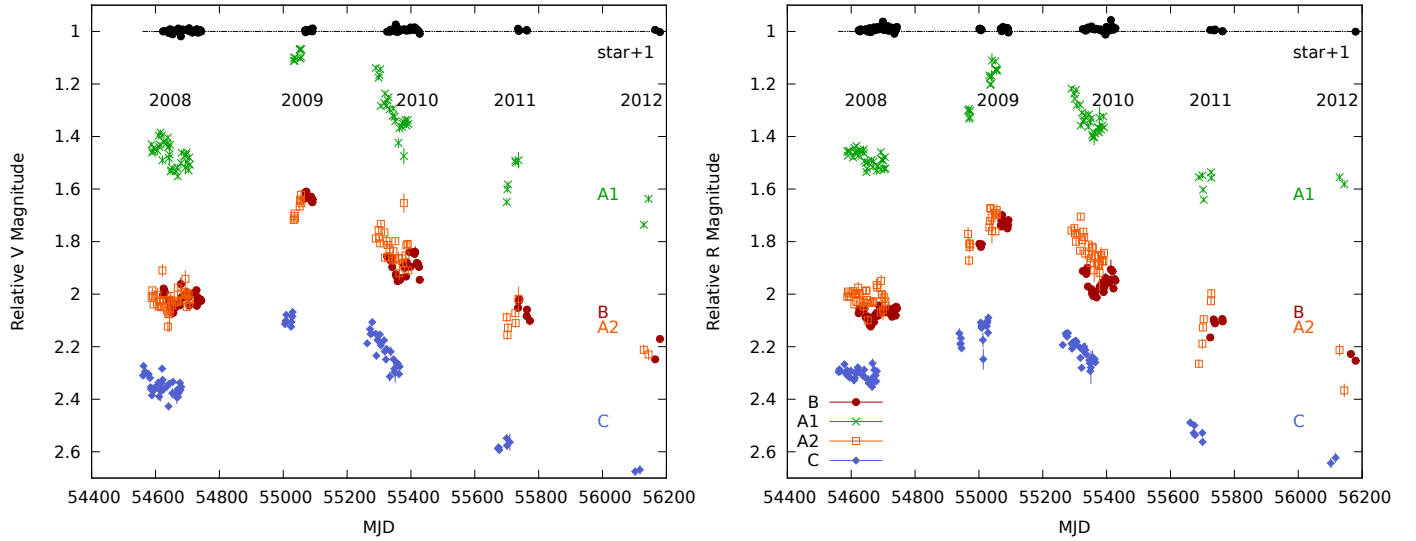 1
1.2
1.4
1.6
1.8
2
2.2
2.4
2.6
54400 54600 54800 55000 55200 55400 55600 55800 56000 56200
Relative V Magnitude
MJD
2008 2009 2010 2011 2012
star+1
A1
B
A2
C
1
1.2
1.4
1.6
1.8
2
2.2
2.4
2.6
54400 54600 54800 55000 55200 55400 55600 55800 56000 56200
Relative R Magnitude
MJD
2008 2009 2010 2011 2012
star+1
A1
B
A2
C
B
A1
A2
C